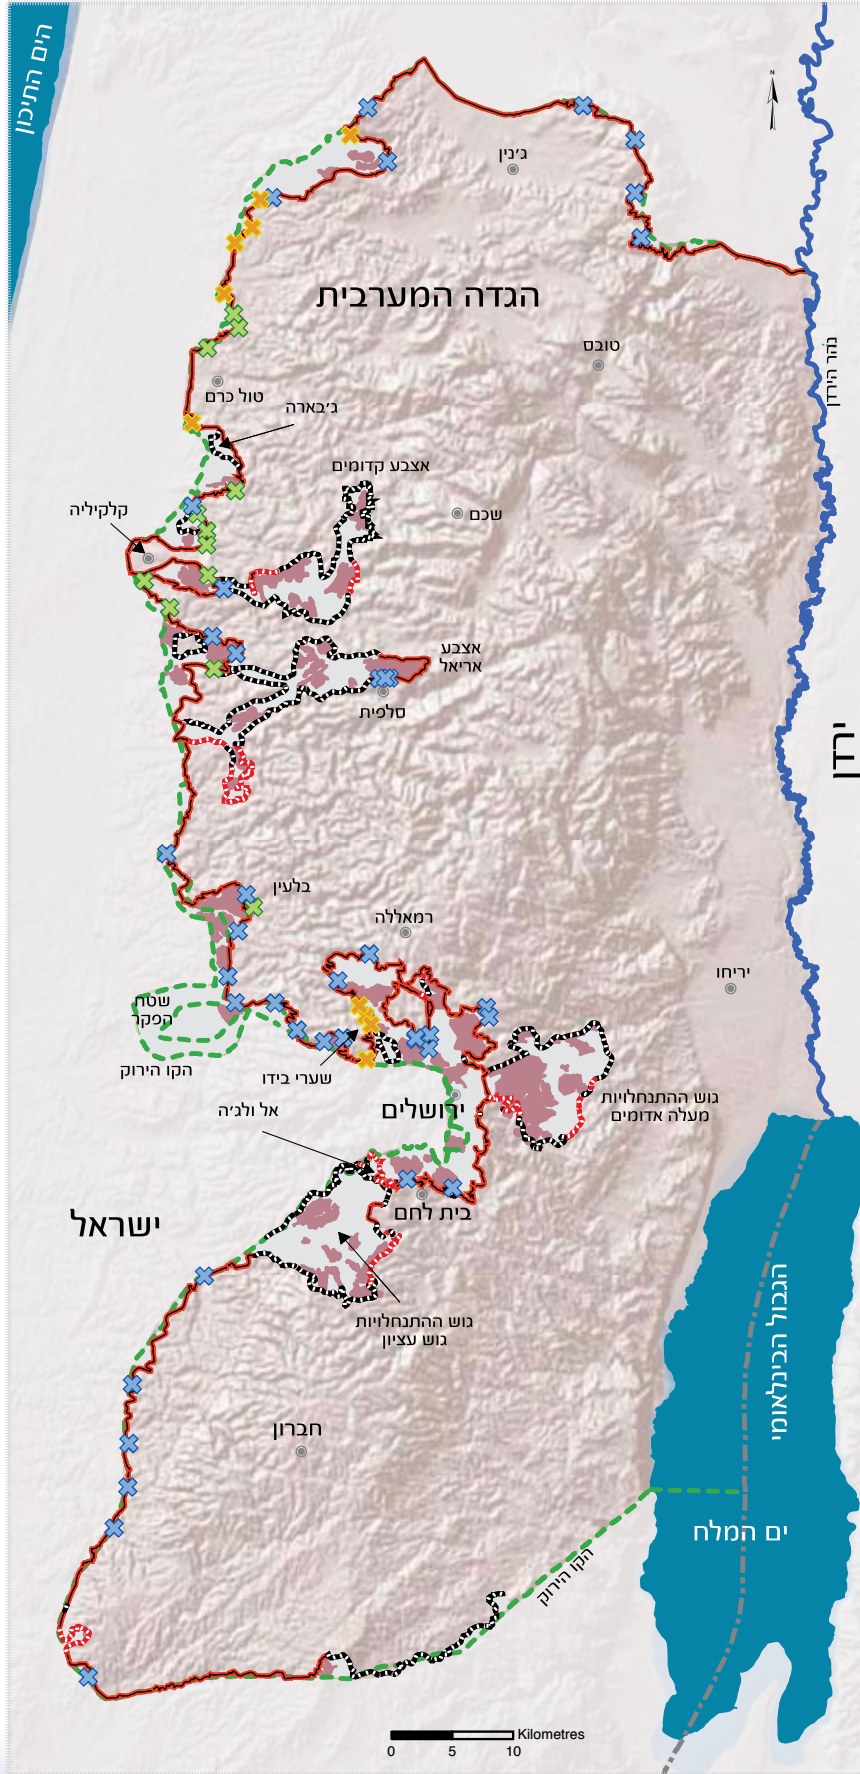 הים התיכון
N
ג'נין
הגדה המערבית
טובס
נהר הירדן
טול כרם
ג'בארה
אצבע קדומים
שכם
קלקיליה
אצבע
אריאל
סלפית
ירדן
בלעין
רמאללה
יריחו
שטח
הפקר
הקו הירוק
שערי בידו
גוש ההתנחלויות
מעלה אדומים
ירושלים
אל ולג'ה
בית לחם
ישראל
גוש ההתנחלויות
גוש עציון
הגבול הבינלאומי
חברון
ים המלח
הקו הירוק
Kilometres
0 5 10